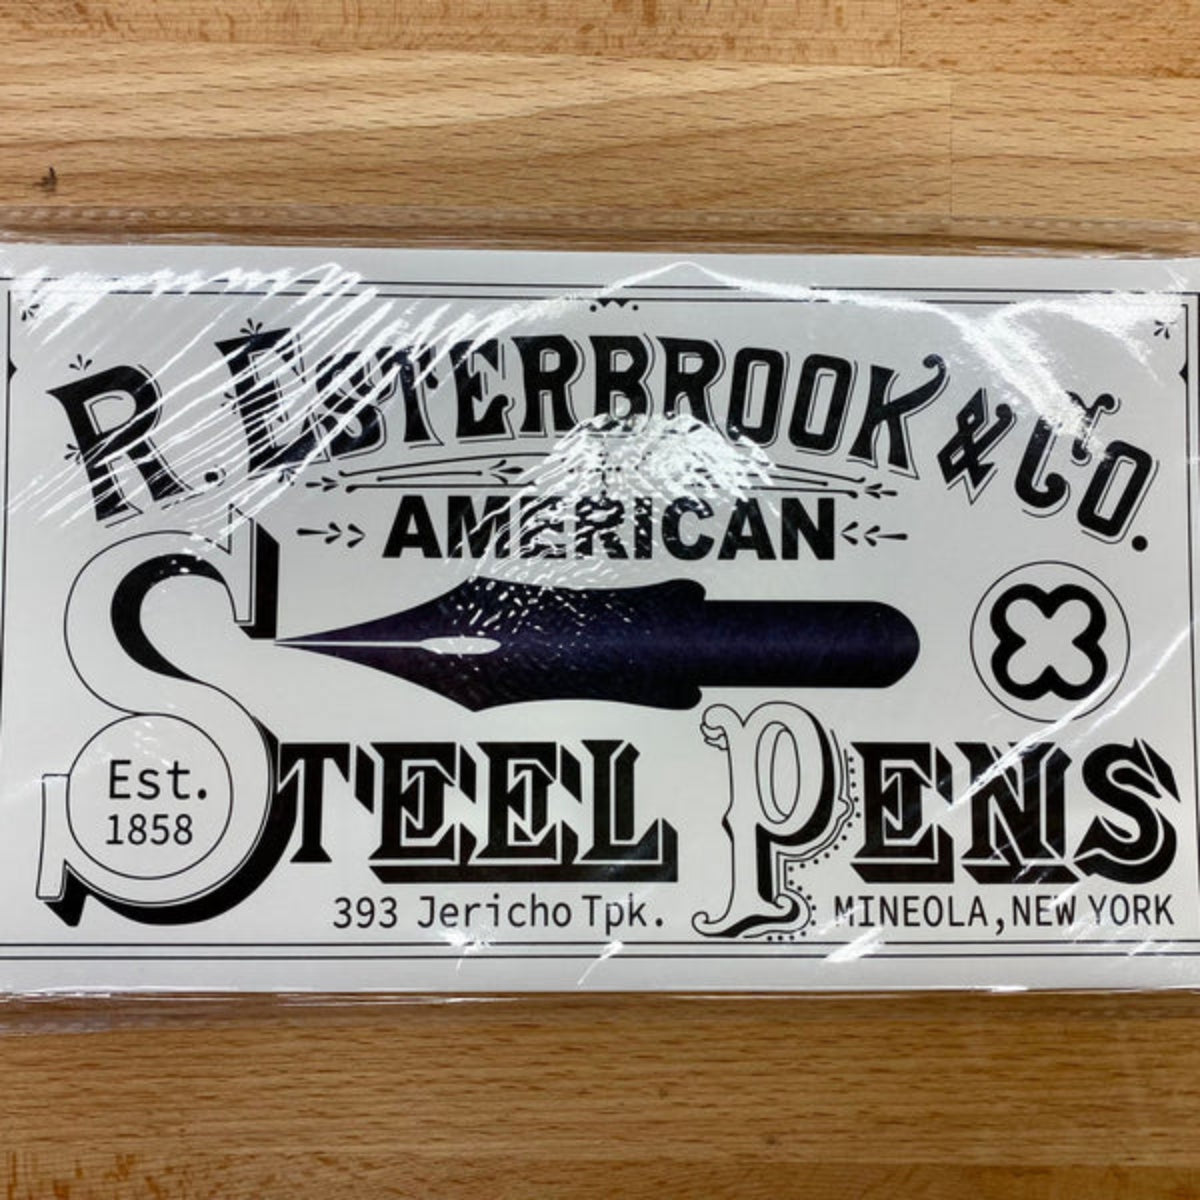 R. ESTERBROOK & CO.
AMERICAN
STEEL PENS
Est.
1858
393 Jericho Tpk. MINEOLA, NEW YORK